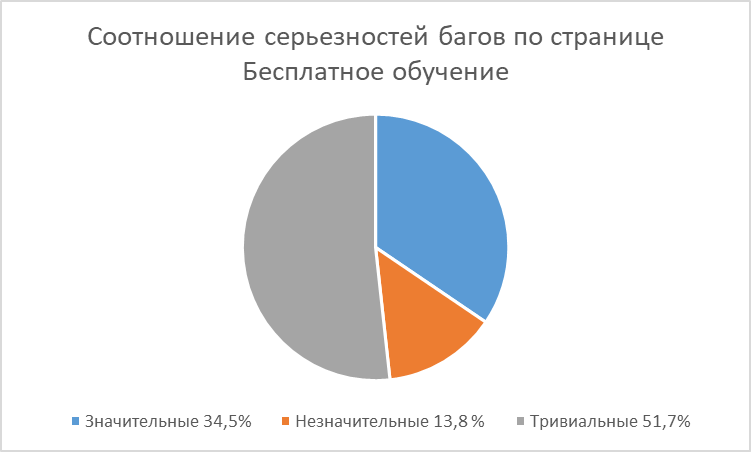 Соотношение серьезностей багов по странице
Бесплатное обучение
Значительные 34,5% Незначительные 13,8 % Тривиальные 51,7%